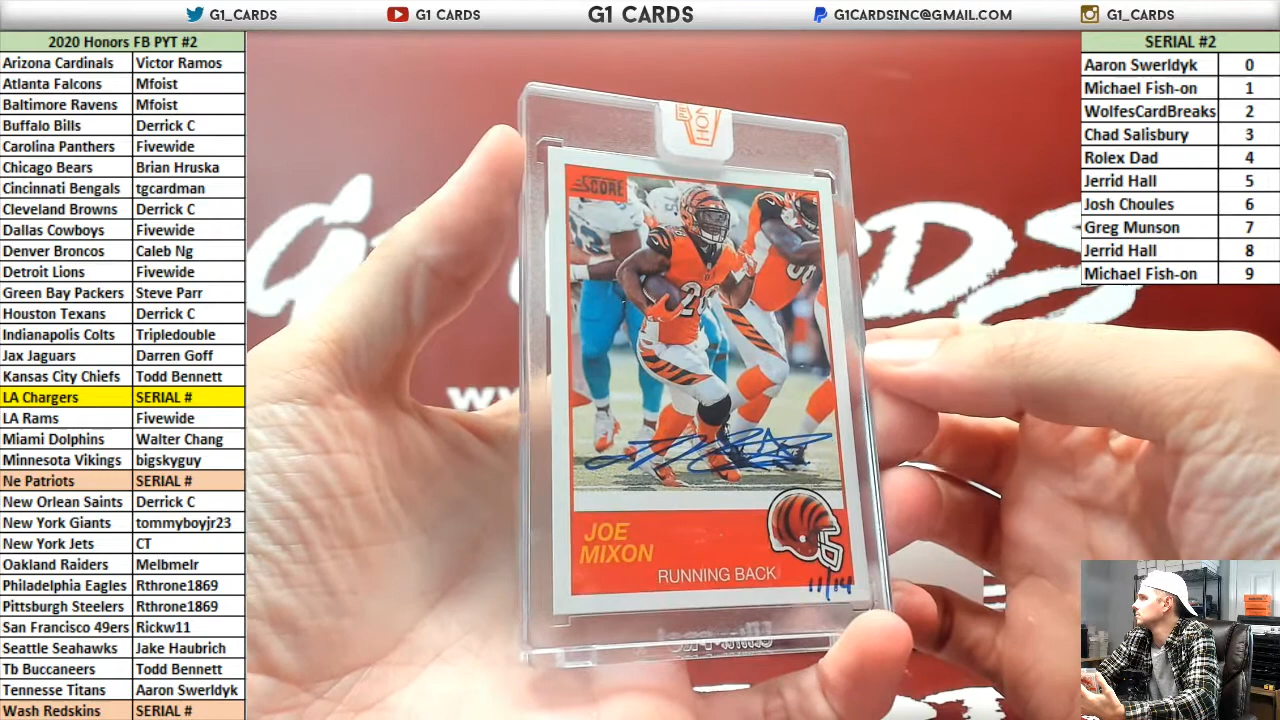 G1_CARDS
G1 CARDS
G1 CARDS
G1CARDSINC@GMAIL.COM
G1_CARDS
2020 Honors FB PYT #2
Arizona Cardinals Victor Ramos
Atlanta Falcons Mfoist
Baltimore Ravens Mfoist
Buffalo Bills Derrick C
Carolina Panthers Fivewide
Chicago Bears Brian Hruska
Cincinnati Bengals tgcardman
Cleveland Browns Derrick C
Dallas Cowboys Fivewide
Denver Broncos Caleb Ng
Detroit Lions Fivewide
Green Bay Packers Steve Parr
Houston Texans Derrick C
Indianapolis Colts Tripledouble
Jax Jaguars Darren Goff
Kansas City Chiefs Todd Bennett
LA Chargers SERIAL #
LA Rams Fivewide
Miami Dolphins Walter Chang
Minnesota Vikings bigskyguy
Ne Patriots SERIAL #
New Orlean Saints Derrick C
New York Giants tommyboyjr23
New York Jets CT
Oakland Raiders Melbmelr
Philadelphia Eagles Rthrone1869
Pittsburgh Steelers Rthrone1869
San Francisco 49ers Rickw11
Seattle Seahawks Jake Haubrich
Tb Buccaneers Todd Bennett
Tennesse Titans Aaron Swerldyk
Wash Redskins SERIAL #
SCORE
28
JOE
MIXON
RUNNING BACK
11/14
SERIAL #2
Aaron Swerldyk 0
Michael Fish-on 1
WolfesCardBreaks 2
Chad Salisbury 3
Rolex Dad 4
Jerrid Hall 5
Josh Choules 6
Greg Munson 7
Jerrid Hall 8
Michael Fish-on 9